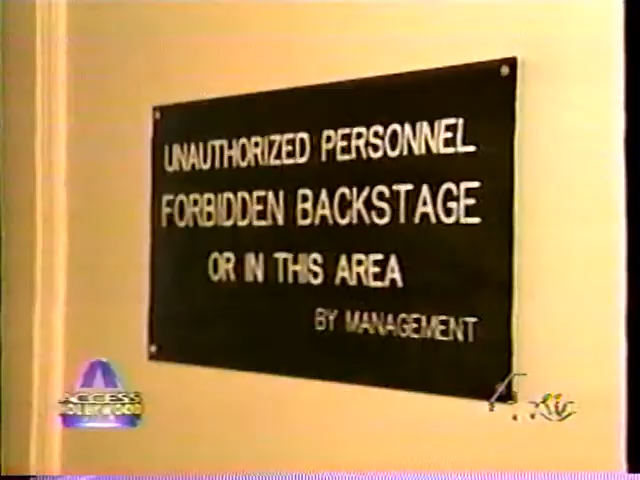 UNAUTHORIZED PERSONNEL
FORBIDDEN BACKSTAGE
OR IN THIS AREA
BY MANAGEMENT
ACCESS
HOLLYWOOD